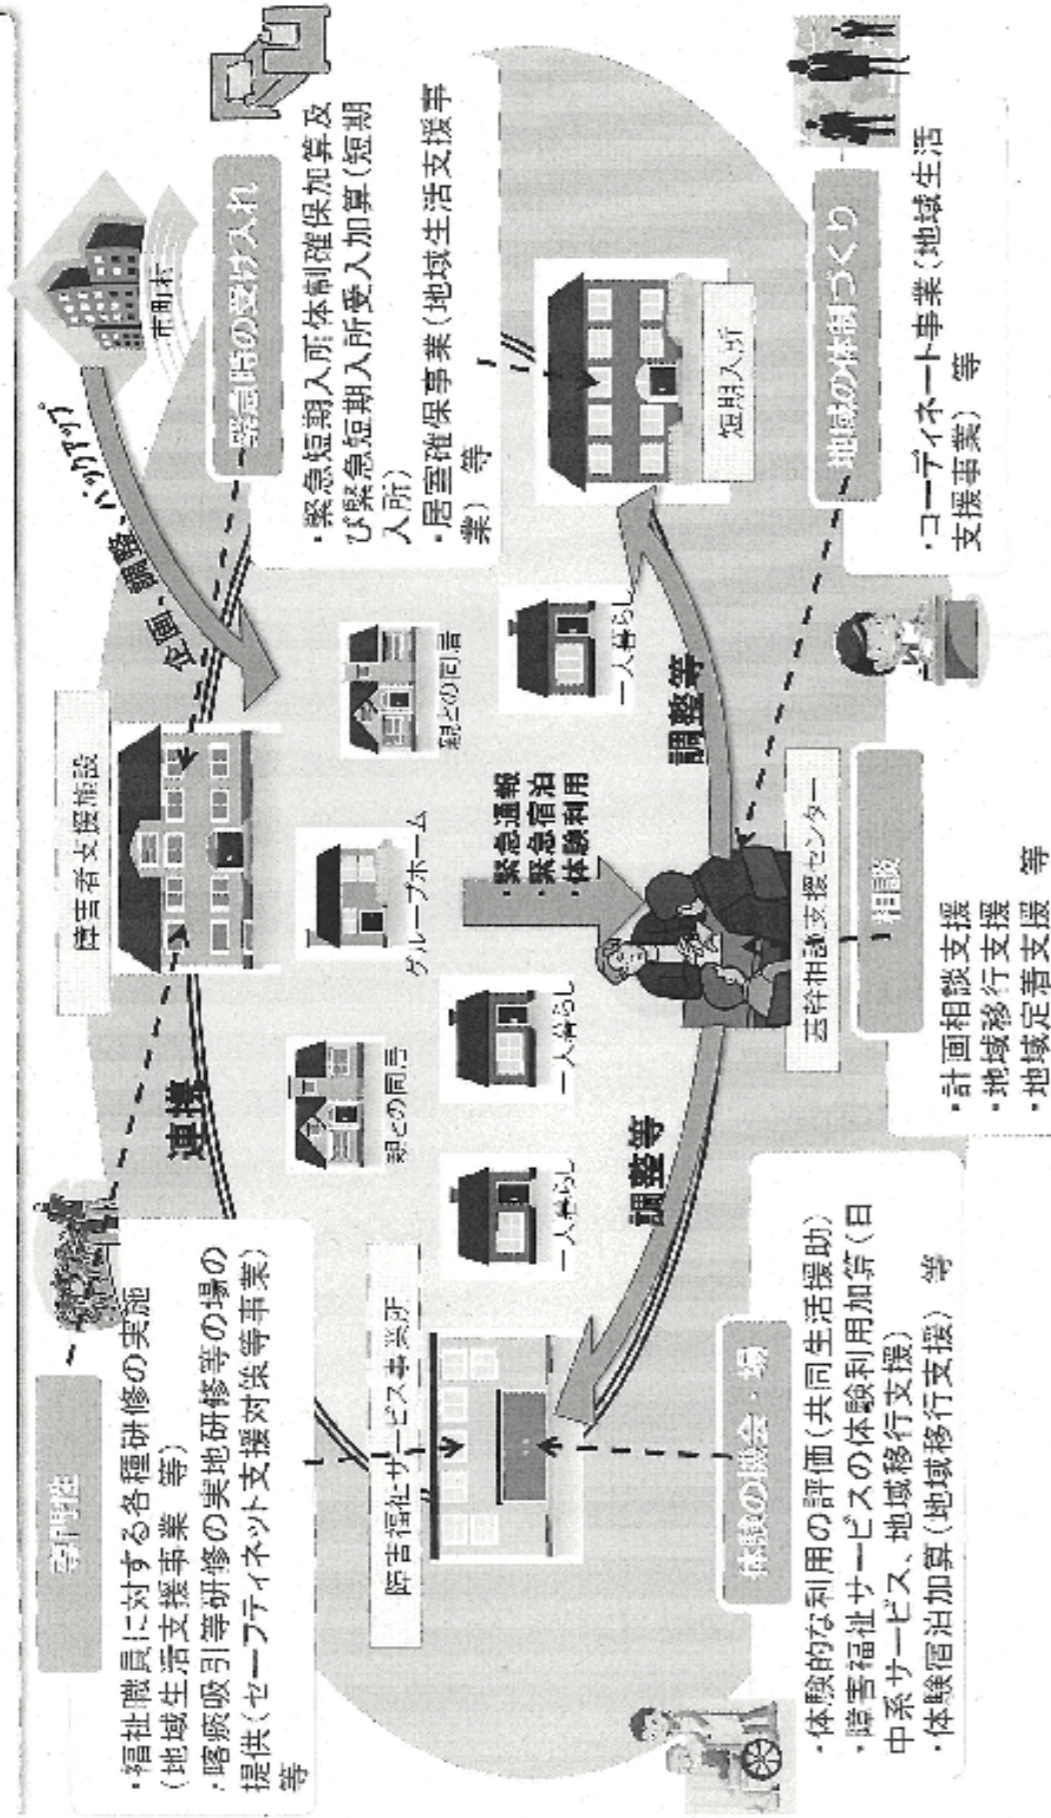 専門性
・福祉職員に対する各種研修の実施
(地域生活支援事業 等)
・喀痰吸引等研修の実地研修等の場の
提供(セーフティネット支援対策等事業)
等
障害者支援施設
市町村
企画・調整・バックアップ
緊急時の受け入れ
・緊急短期入所体制確保加算及
び緊急短期入所受入加算(短期
入所)
・居室確保事業(地域生活支援事
業) 等
連携
親との同居
グループホーム
親との同居
一人暮らし
一人暮らし
一人暮らし
障害福祉サービス事業所
・緊急通報
・緊急宿泊
・体験利用
短期入所
調整等
調整等
基幹相談支援センター
体験の機会・場
・体験的な利用の評価(共同生活援助)
・障害福祉サービスの体験利用加算(日
中系サービス、地域移行支援)
・体験宿泊加算(地域移行支援) 等
相談
・計画相談支援
・地域移行支援
・地域定着支援 等
地域の体制づくり
・コーディネート事業(地域生活
支援事業) 等